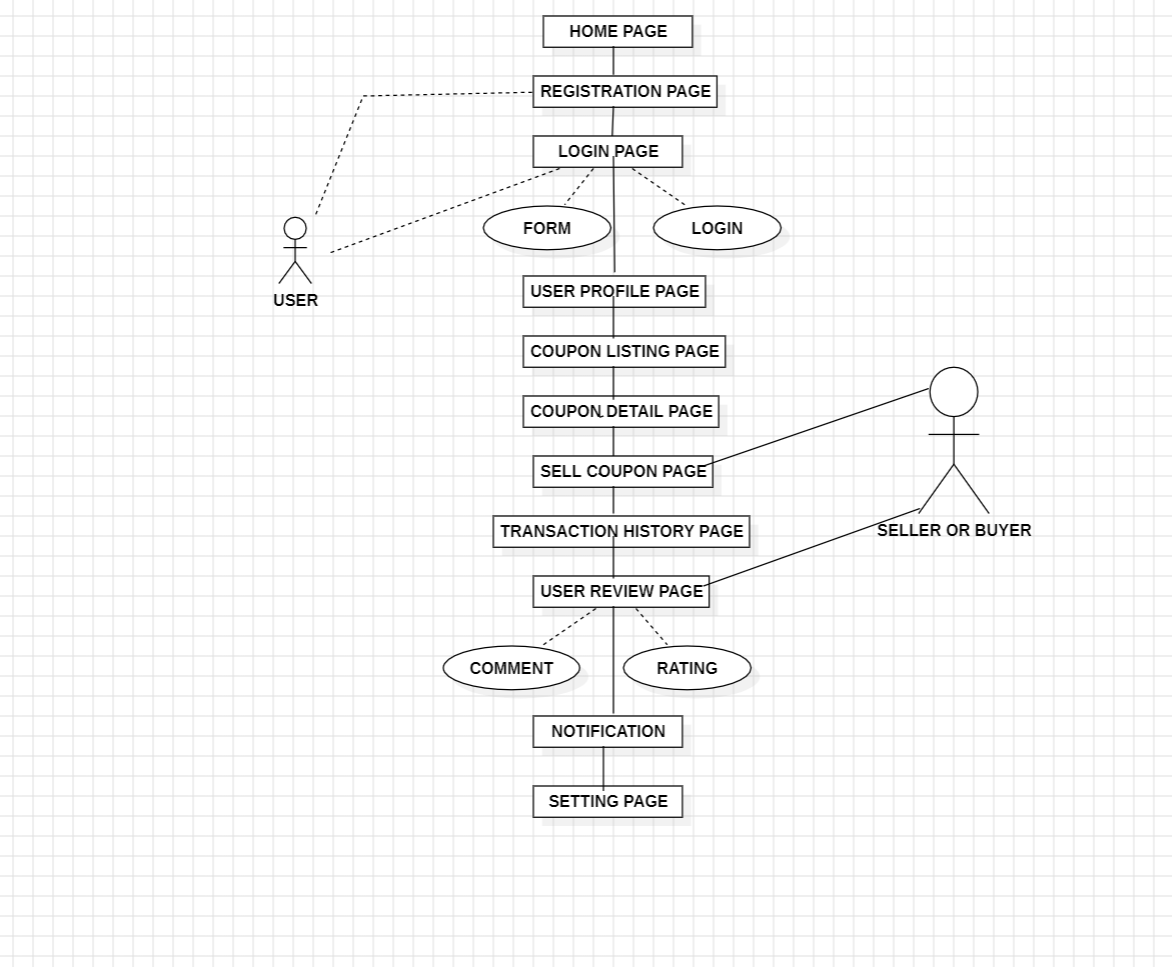 HOME PAGE
REGISTRATION PAGE
LOGIN PAGE
FORM
LOGIN
USER
USER PROFILE PAGE
COUPON LISTING PAGE
COUPON DETAIL PAGE
SELL COUPON PAGE
TRANSACTION HISTORY PAGE
SELLER OR BUYER
USER REVIEW PAGE
COMMENT
RATING
NOTIFICATION
SETTING PAGE